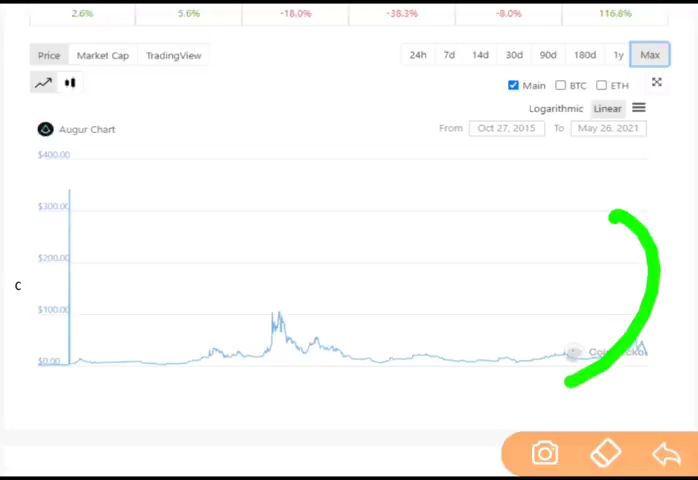 2.6% 5.6% -18.0% -38.3% -8.0% 116.8%
Price Market Cap TradingView 24h 7d 14d 30d 90d 180d 1y Max
Main BTC ETH
Logarithmic Linear
Augur Chart From Oct 27, 2015 To May 26, 2021
$400.00
$300.00
$200.00
c
$100.00
$0.00